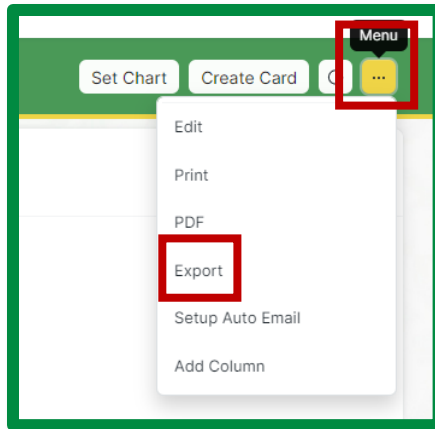 Menu
Set Chart Create Card ...
Edit
Print
PDF
Export
Setup Auto Email
Add Column